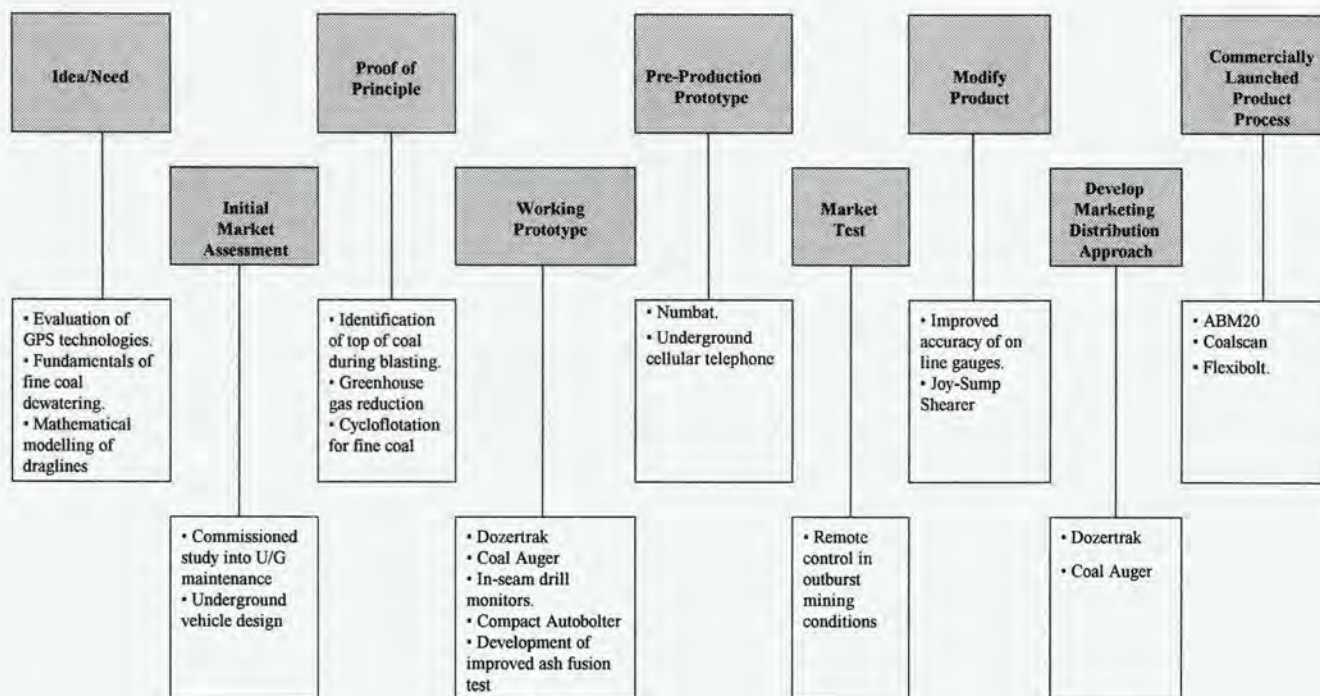 Idea/Need
Proof of
Principle
Pre-Production
Prototype
Modify
Product
Commercially
Launched
Product
Process
Initial
Market
Assessment
Working
Prototype
Market
Test
Develop
Marketing
Distribution
Approach
• Evaluation of
GPS technologies.
• Fundamentals of
fine coal
dewatering.
• Mathematical
modelling of
draglines
• Identification
of top of coal
during blasting.
• Greenhouse
gas reduction
• Cycloflotation
for fine coal
• Numbat.
• Underground
cellular telephone
• Improved
accuracy of on
line gauges.
• Joy-Sump
Shearer
• ABM20
• Coalscan
• Flexibolt.
• Commissioned
study into U/G
maintenance
• Underground
vehicle design
• Dozertrak
• Coal Auger
• In-seam drill
monitors.
• Compact Autobolter
• Development of
improved ash fusion
test
• Remote
control in
outburst
mining
conditions
• Dozertrak
• Coal Auger